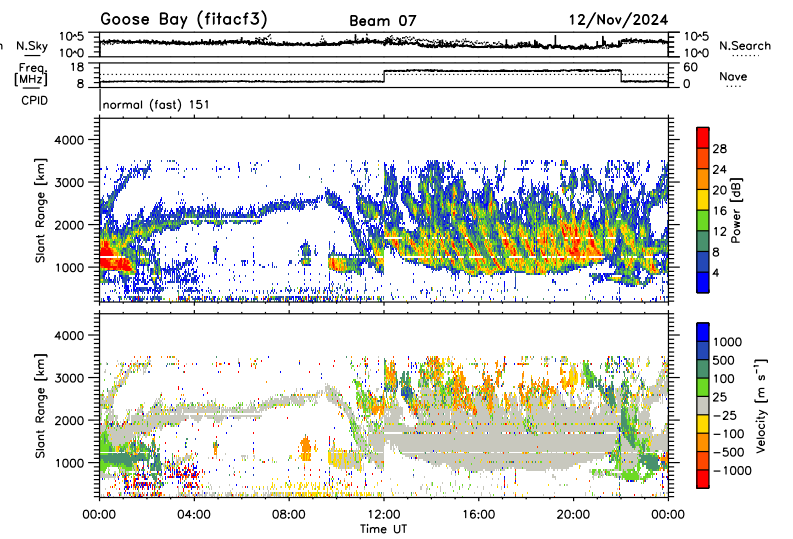 Goose Bay (fitacf3) Beam 07 12/Nov/2024
N.Sky 10^5 10^0 10^5 10^0 N.Search
Freq. [MHz] 18 8 60 0 Nave
CPID normal (fast) 151
Slant Range [km] 4000 3000 2000 1000
28
24
20
16
12
8
4
Power [dB]
Slant Range [km] 4000 3000 2000 1000
1000
500
100
25
-25
-100
-500
-1000
Velocity [m s⁻¹]
00:00 04:00 08:00 12:00 16:00 20:00 00:00
Time UT